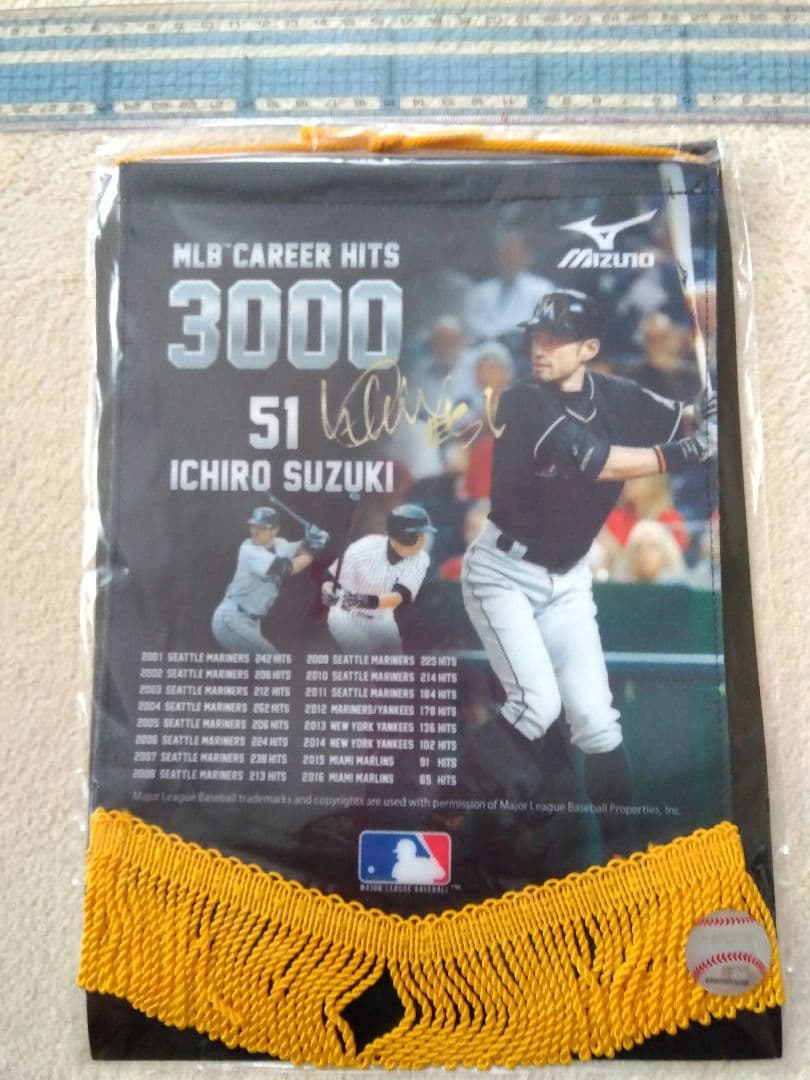 MLB™ CAREER HITS
3000
51
ICHIRO SUZUKI
MIZUNO
2001 SEATTLE MARINERS 242 HITS
2002 SEATTLE MARINERS 208 HITS
2003 SEATTLE MARINERS 212 HITS
2004 SEATTLE MARINERS 262 HITS
2005 SEATTLE MARINERS 206 HITS
2006 SEATTLE MARINERS 224 HITS
2007 SEATTLE MARINERS 238 HITS
2008 SEATTLE MARINERS 213 HITS
2009 SEATTLE MARINERS 225 HITS
2010 SEATTLE MARINERS 214 HITS
2011 SEATTLE MARINERS 184 HITS
2012 MARINERS/YANKEES 178 HITS
2013 NEW YORK YANKEES 136 HITS
2014 NEW YORK YANKEES 102 HITS
2015 MIAMI MARLINS 91 HITS
2016 MIAMI MARLINS 65 HITS
Major League Baseball trademarks and copyrights are used with permission of Major League Baseball Properties, Inc.
MAJOR LEAGUE BASEBALL™